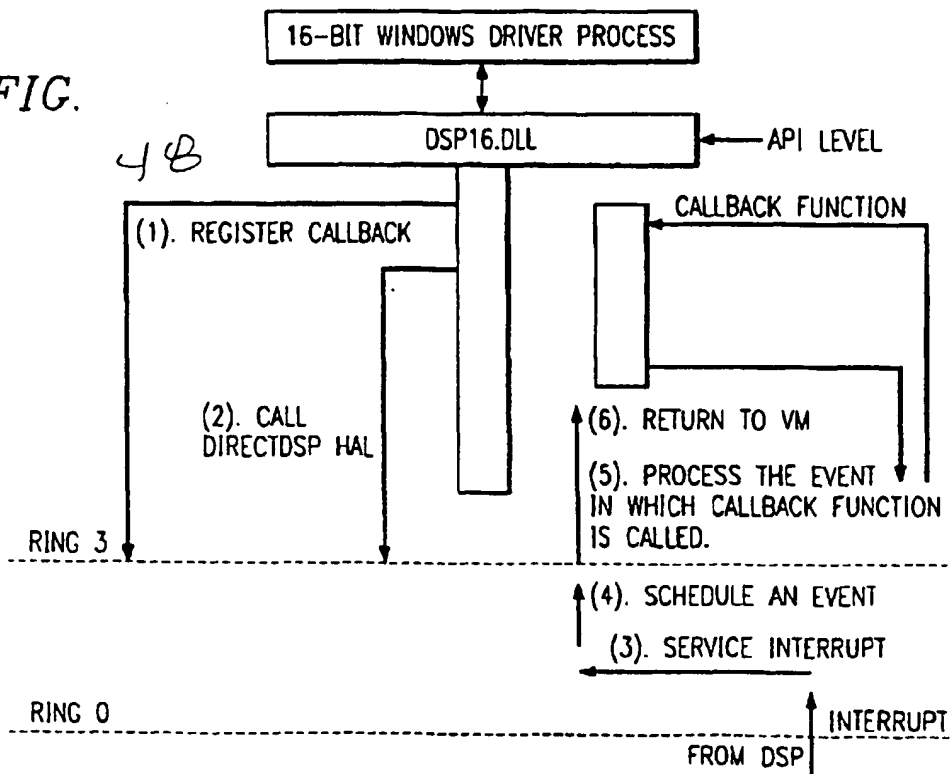 16-BIT WINDOWS DRIVER PROCESS
FIG.
48
DSP16.DLL
API LEVEL
CALLBACK FUNCTION
(1). REGISTER CALLBACK
(2). CALL
DIRECTDSP HAL
(6). RETURN TO VM
(5). PROCESS THE EVENT
IN WHICH CALLBACK FUNCTION
IS CALLED.
RING 3
(4). SCHEDULE AN EVENT
(3). SERVICE INTERRUPT
RING 0
INTERRUPT
FROM DSP